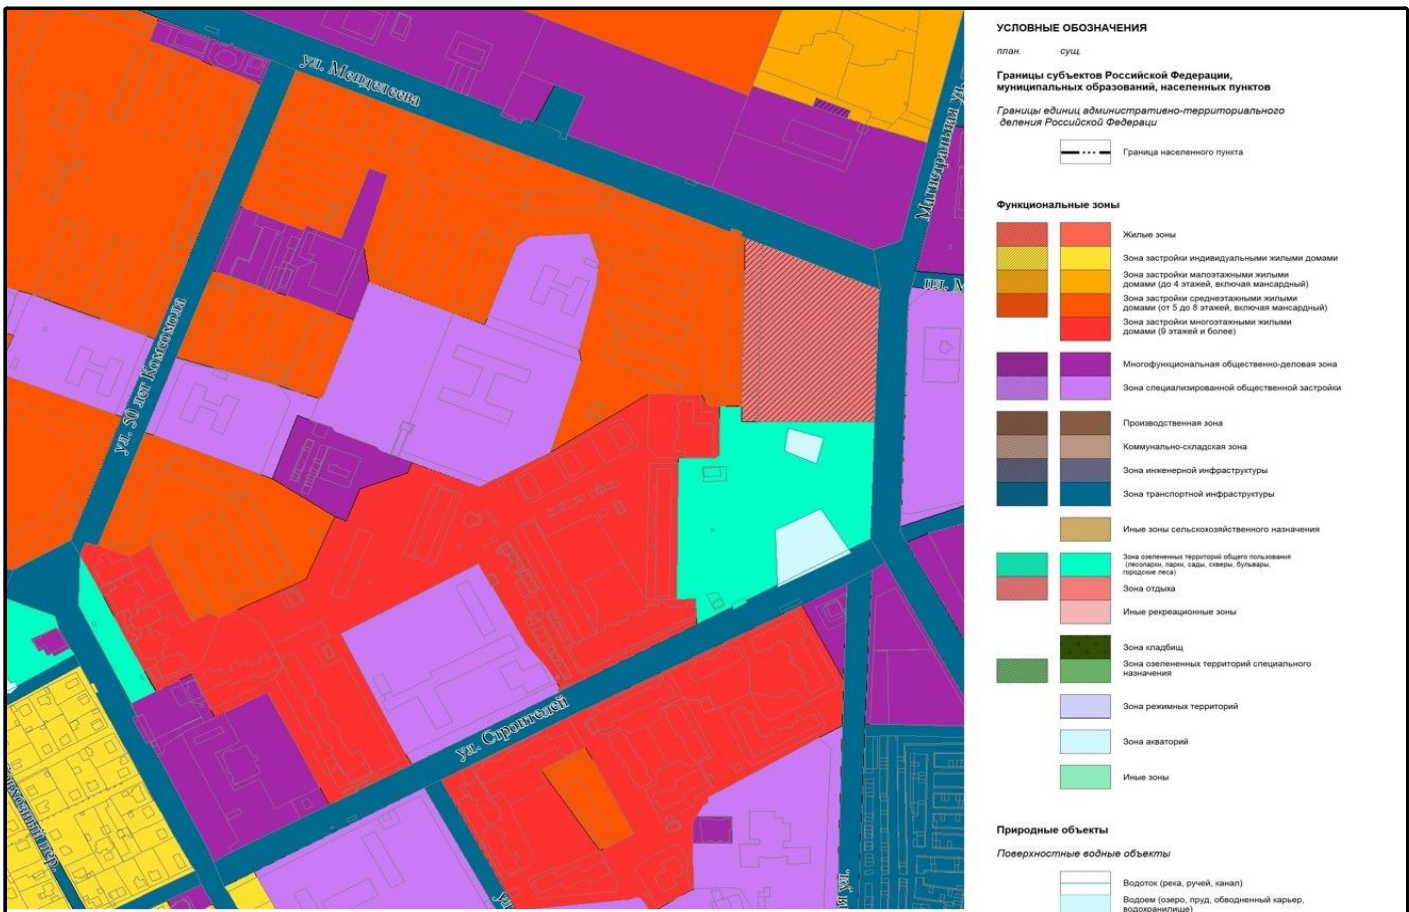 ул. Менделеева
Магистральная ул.
пл. М
ул. 50 лет Комсомола
ул. Строителей
УСЛОВНЫЕ ОБОЗНАЧЕНИЯ
план. сущ.
Границы субъектов Российской Федерации,
муниципальных образований, населенных пунктов
Границы единиц административно-территориального
деления Российской Федераци
Граница населенного пункта
Функциональные зоны
Жилые зоны
Зона застройки индивидуальными жилыми домами
Зона застройки малоэтажными жилыми
домами (до 4 этажей, включая мансардный)
Зона застройки среднеэтажными жилыми
домами (от 5 до 8 этажей, включая мансардный)
Зона застройки многоэтажными жилыми
домами (9 этажей и более)
Многофункциональная общественно-деловая зона
Зона специализированной общественной застройки
Производственная зона
Коммунально-складская зона
Зона инженерной инфраструктуры
Зона транспортной инфраструктуры
Иные зоны сельскохозяйственного назначения
Зона озелененных территорий общего пользования
(лесопарки, парки, сады, скверы, бульвары,
городские леса)
Зона отдыха
Иные рекреационные зоны
Зона кладбищ
Зона озелененных территорий специального
назначения
Зона режимных территорий
Зона акваторий
Иные зоны
Природные объекты
Поверхностные водные объекты
Водоток (река, ручей, канал)
Водоем (озеро, пруд, обводненный карьер,
водохранилище)